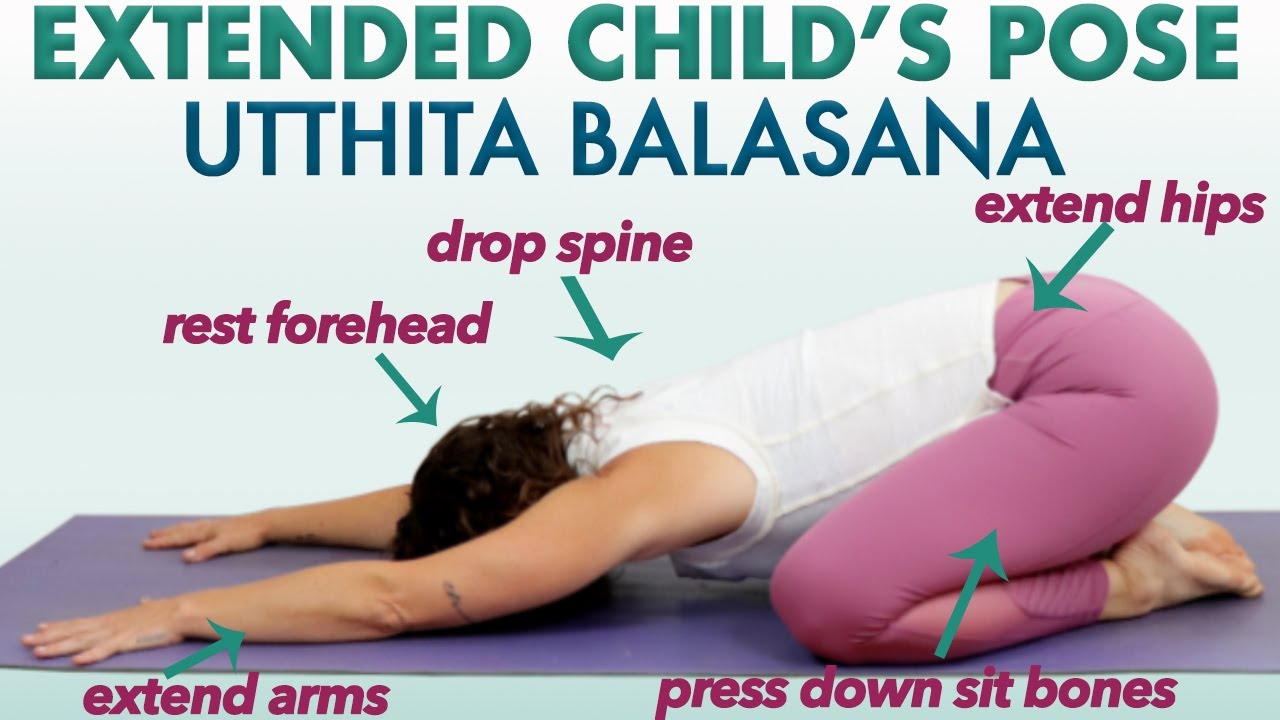 EXTENDED CHILD'S POSE
UTTHITA BALASANA
extend hips
drop spine
rest forehead
extend arms
press down sit bones